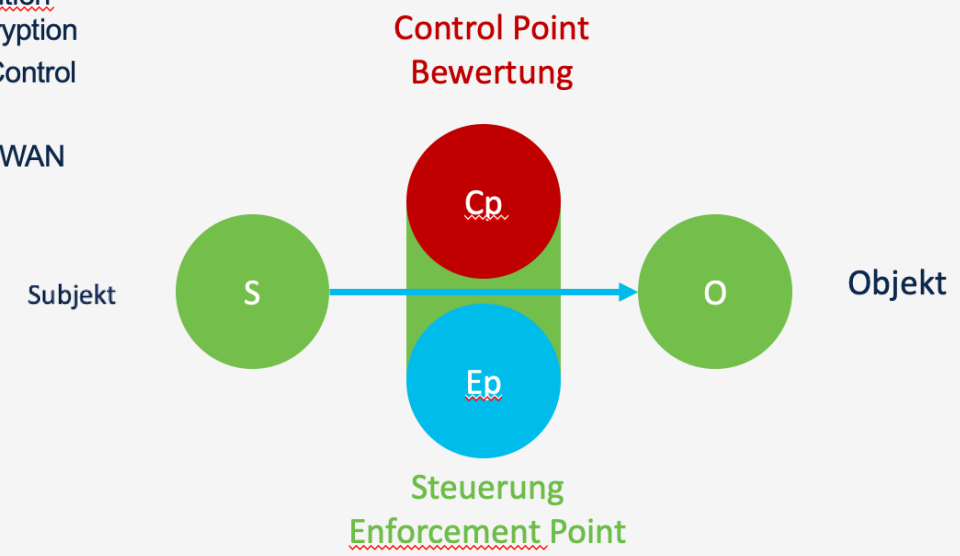 yption
Control
WAN
Control Point
Bewertung
Cp
S
O
Subjekt
Objekt
Ep
Steuerung
Enforcement Point